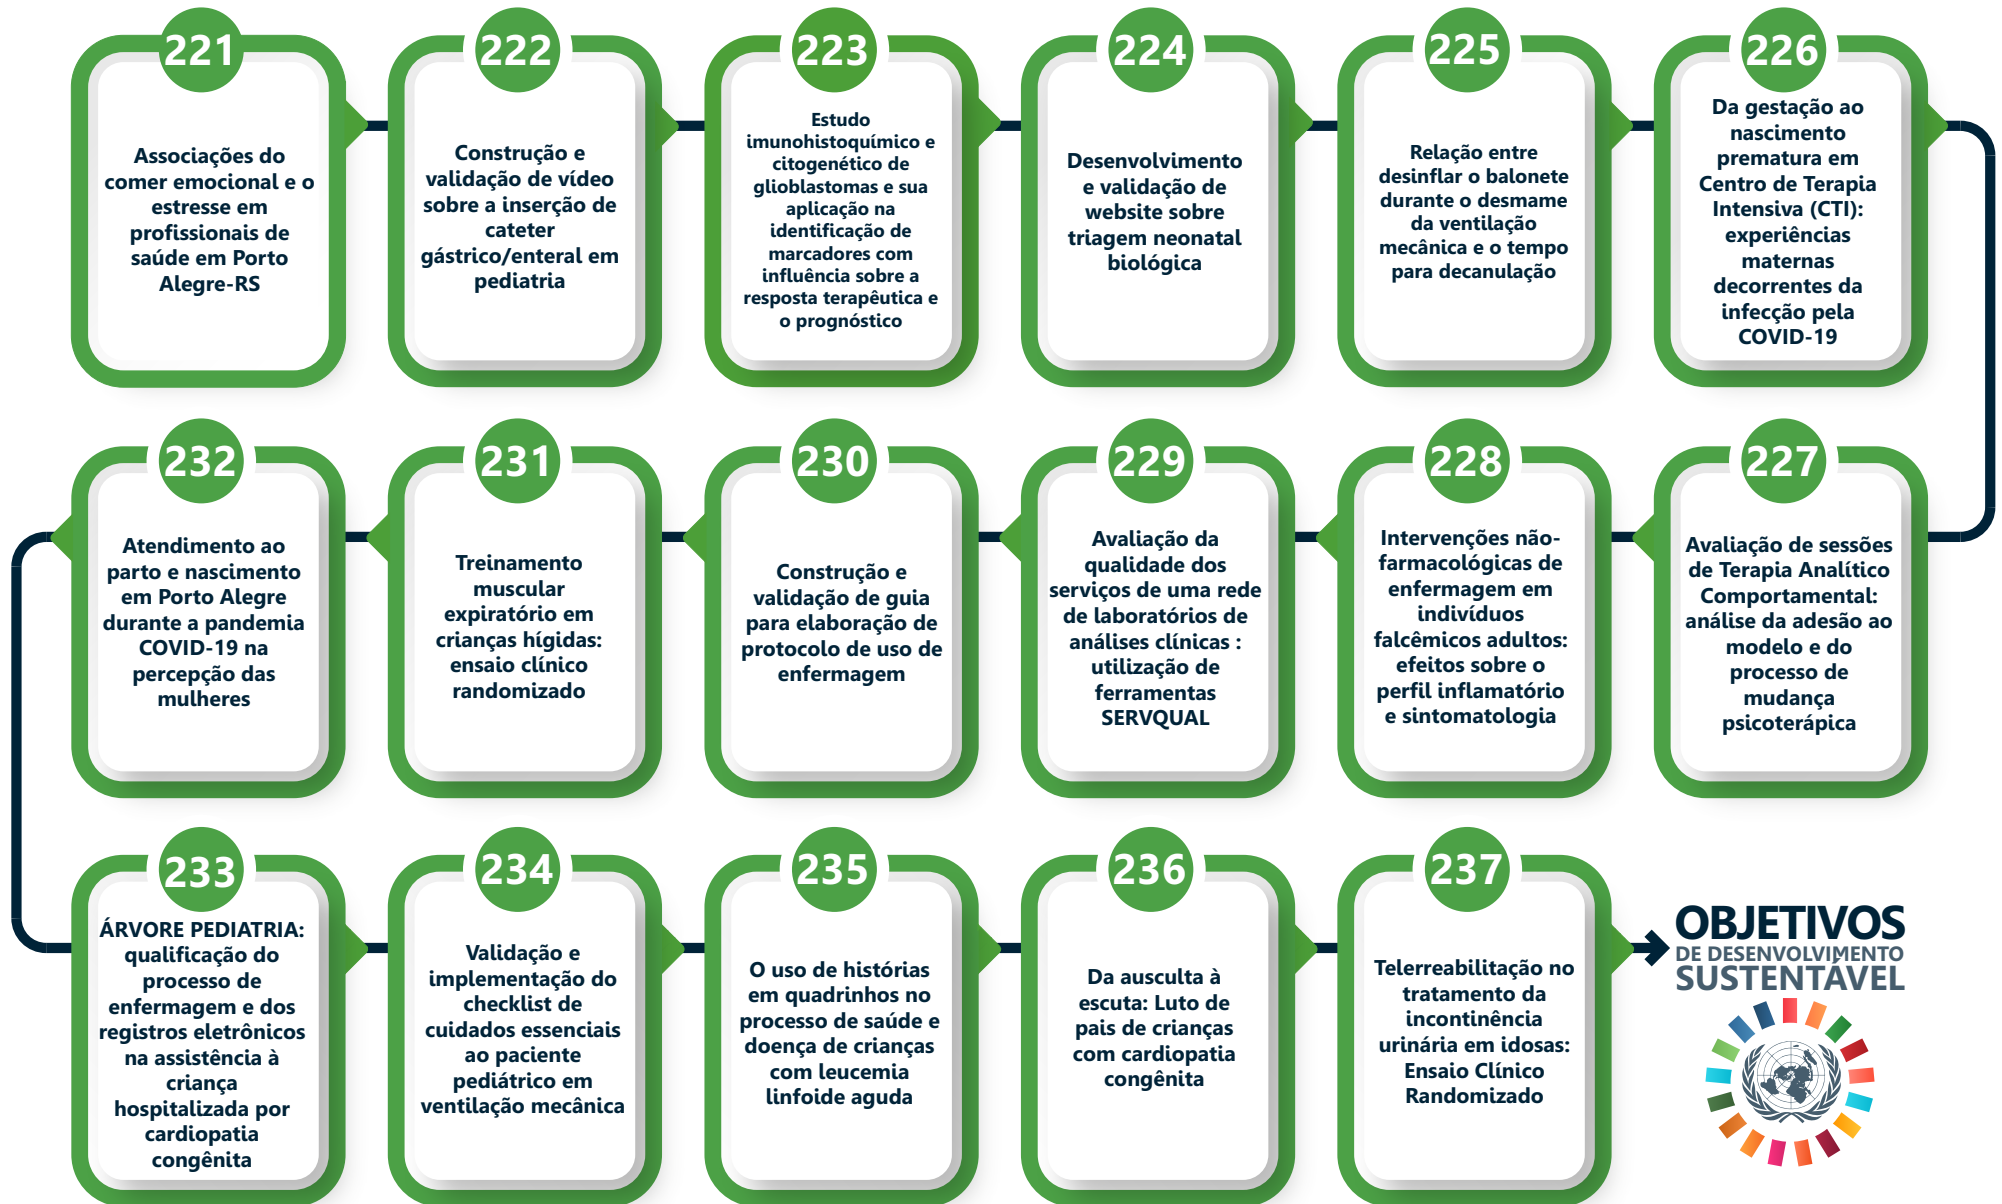 221
Associações do
comer emocional e o
estresse em
profissionais de
saúde em Porto
Alegre-RS
222
Construção e
validação de vídeo
sobre a inserção de
cateter
gástrico/enteral em
pediatria
223
Estudo
imunohistoquímico e
citogenético de
glioblastomas e sua
aplicação na
identificação de
marcadores com
influência sobre a
resposta terapêutica e
o prognóstico
224
Desenvolvimento
e validação de
website sobre
triagem neonatal
biológica
225
Relação entre
desinflar o balonete
durante o desmame
da ventilação
mecânica e o tempo
para decanulação
226
Da gestação ao
nascimento
prematura em
Centro de Terapia
Intensiva (CTI):
experiências
maternas
decorrentes da
infecção pela
COVID-19
227
Avaliação de sessões
de Terapia Analítico
Comportamental:
análise da adesão ao
modelo e do
processo de
mudança
psicoterápica
228
Intervenções não-
farmacológicas de
enfermagem em
indivíduos
falcêmicos adultos:
efeitos sobre o
perfil inflamatório
e sintomatologia
229
Avaliação da
qualidade dos
serviços de uma rede
de laboratórios de
análises clínicas :
utilização de
ferramentas
SERVQUAL
230
Construção e
validação de guia
para elaboração de
protocolo de uso de
enfermagem
231
Treinamento
muscular
expiratório em
crianças hígidas:
ensaio clínico
randomizado
232
Atendimento ao
parto e nascimento
em Porto Alegre
durante a pandemia
COVID-19 na
percepção das
mulheres
233
ÁRVORE PEDIATRIA:
qualificação do
processo de
enfermagem e dos
registros eletrônicos
na assistência à
criança
hospitalizada por
cardiopatia
congênita
234
Validação e
implementação do
checklist de
cuidados essenciais
ao paciente
pediátrico em
ventilação mecânica
235
O uso de histórias
em quadrinhos no
processo de saúde e
doença de crianças
com leucemia
linfoide aguda
236
Da ausculta à
escuta: Luto de
pais de crianças
com cardiopatia
congênita
237
Telerreabilitação no
tratamento da
incontinência
urinária em idosas:
Ensaio Clínico
Randomizado
OBJETIVOS
DE DESENVOLVIMENTO
SUSTENTÁVEL